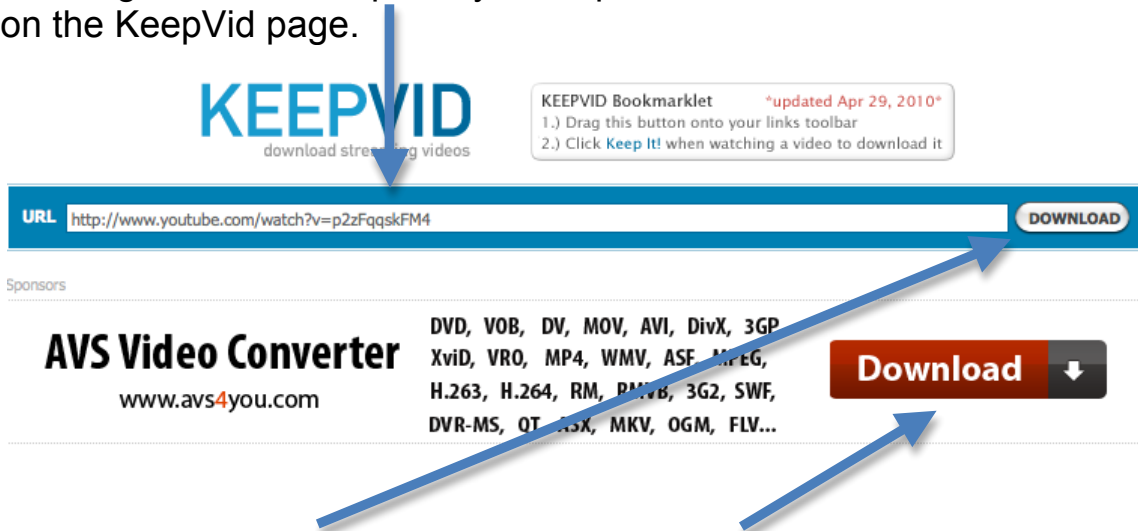 on the KeepVid page.
KEEPVID
download streaming videos
KEEPVID Bookmarklet *updated Apr 29, 2010*
1.) Drag this button onto your links toolbar
2.) Click Keep It! when watching a video to download it
URL http://www.youtube.com/watch?v=p2zFqqskFM4 DOWNLOAD
Sponsors
AVS Video Converter
www.avs4you.com
DVD, VOB, DV, MOV, AVI, DivX, 3GP
XviD, VRO, MP4, WMV, ASF, MPEG,
H.263, H.264, RM, RMVB, 3G2, SWF,
DVR-MS, QT, ASX, MKV, OGM, FLV...
Download